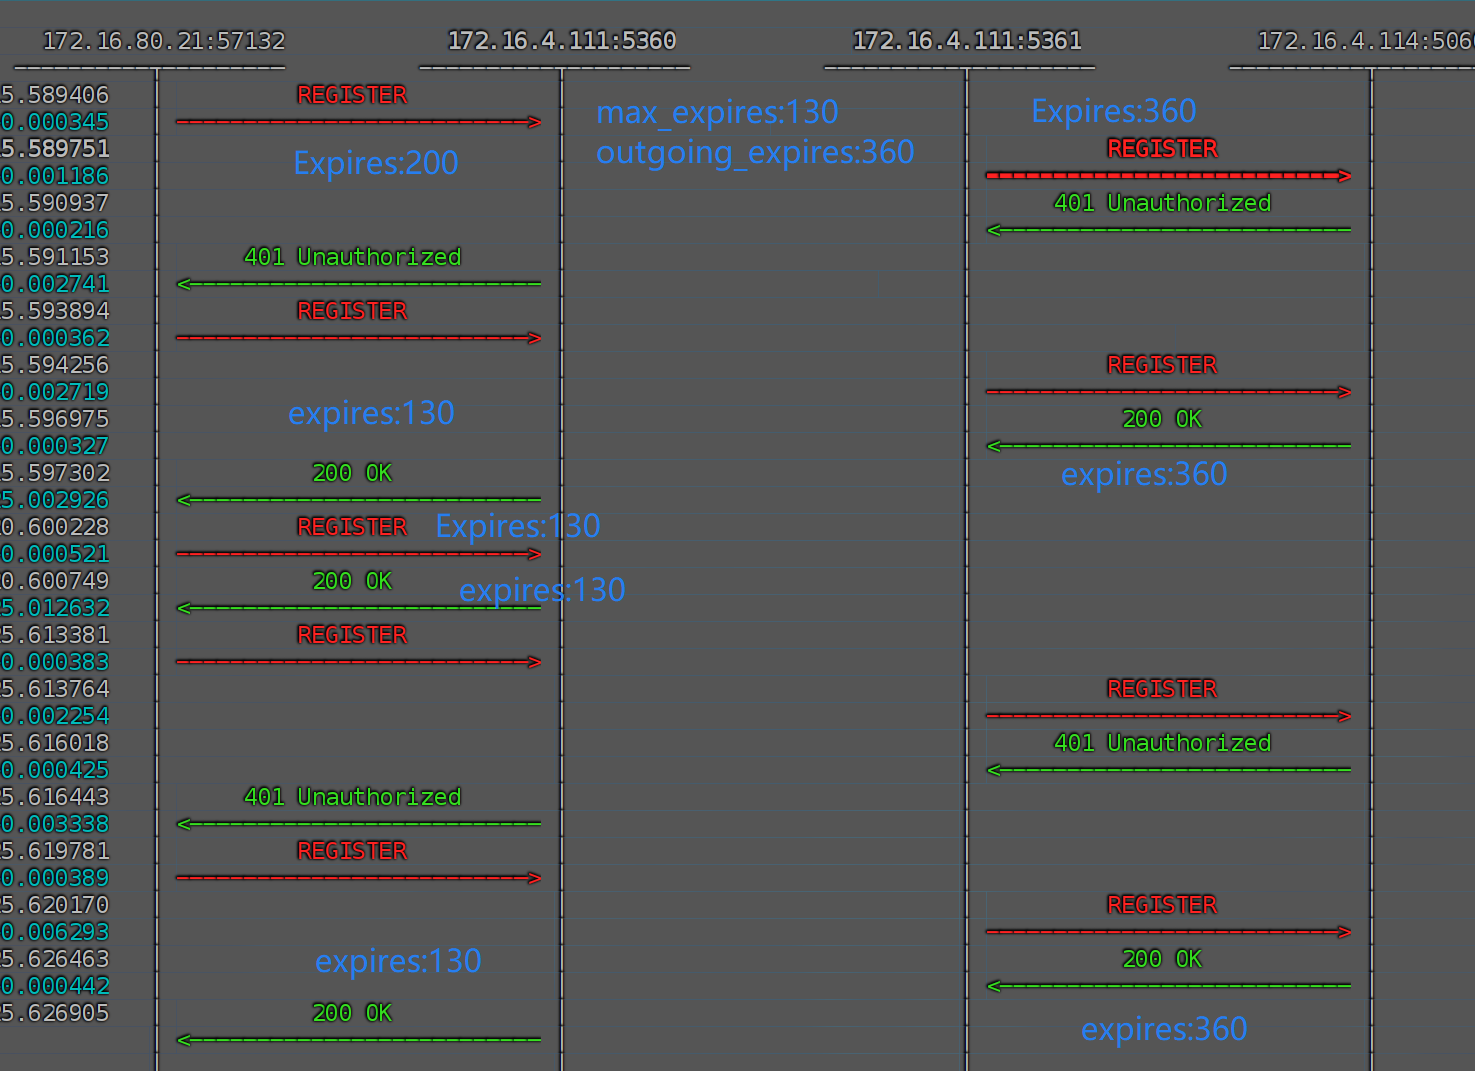 172.16.80.21:57132 172.16.4.111:5360 172.16.4.111:5361 172.16.4.114:506
5.589406 REGISTER
max_expires:130 Expires:360
0.000345
5.589751 REGISTER
outgoing_expires:360
Expires:200
0.001186
5.590937 401 Unauthorized
0.000216
5.591153 401 Unauthorized
0.002741
5.593894 REGISTER
0.000362
5.594256 REGISTER
0.002719
expires:130
5.596975 200 OK
0.000327
5.597302 200 OK
expires:360
5.002926
0.600228 REGISTER Expires:130
0.000521
0.600749 200 OK
expires:130
5.012632
5.613381 REGISTER
0.000383
5.613764 REGISTER
0.002254
5.616018 401 Unauthorized
0.000425
5.616443 401 Unauthorized
0.003338
5.619781 REGISTER
0.000389
5.620170 REGISTER
0.006293
5.626463 200 OK
expires:130
0.000442
5.626905 200 OK
expires:360